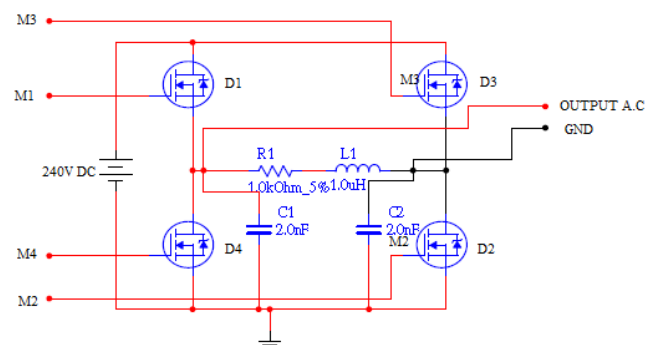 M3
D1
M3
D3
M1
OUTPUT A.C
GND
R1
L1
240V DC
1.0kOhm_5%
1.0uH
C1
2.0nF
C2
2.0nF
M2
D4
D2
M4
M2